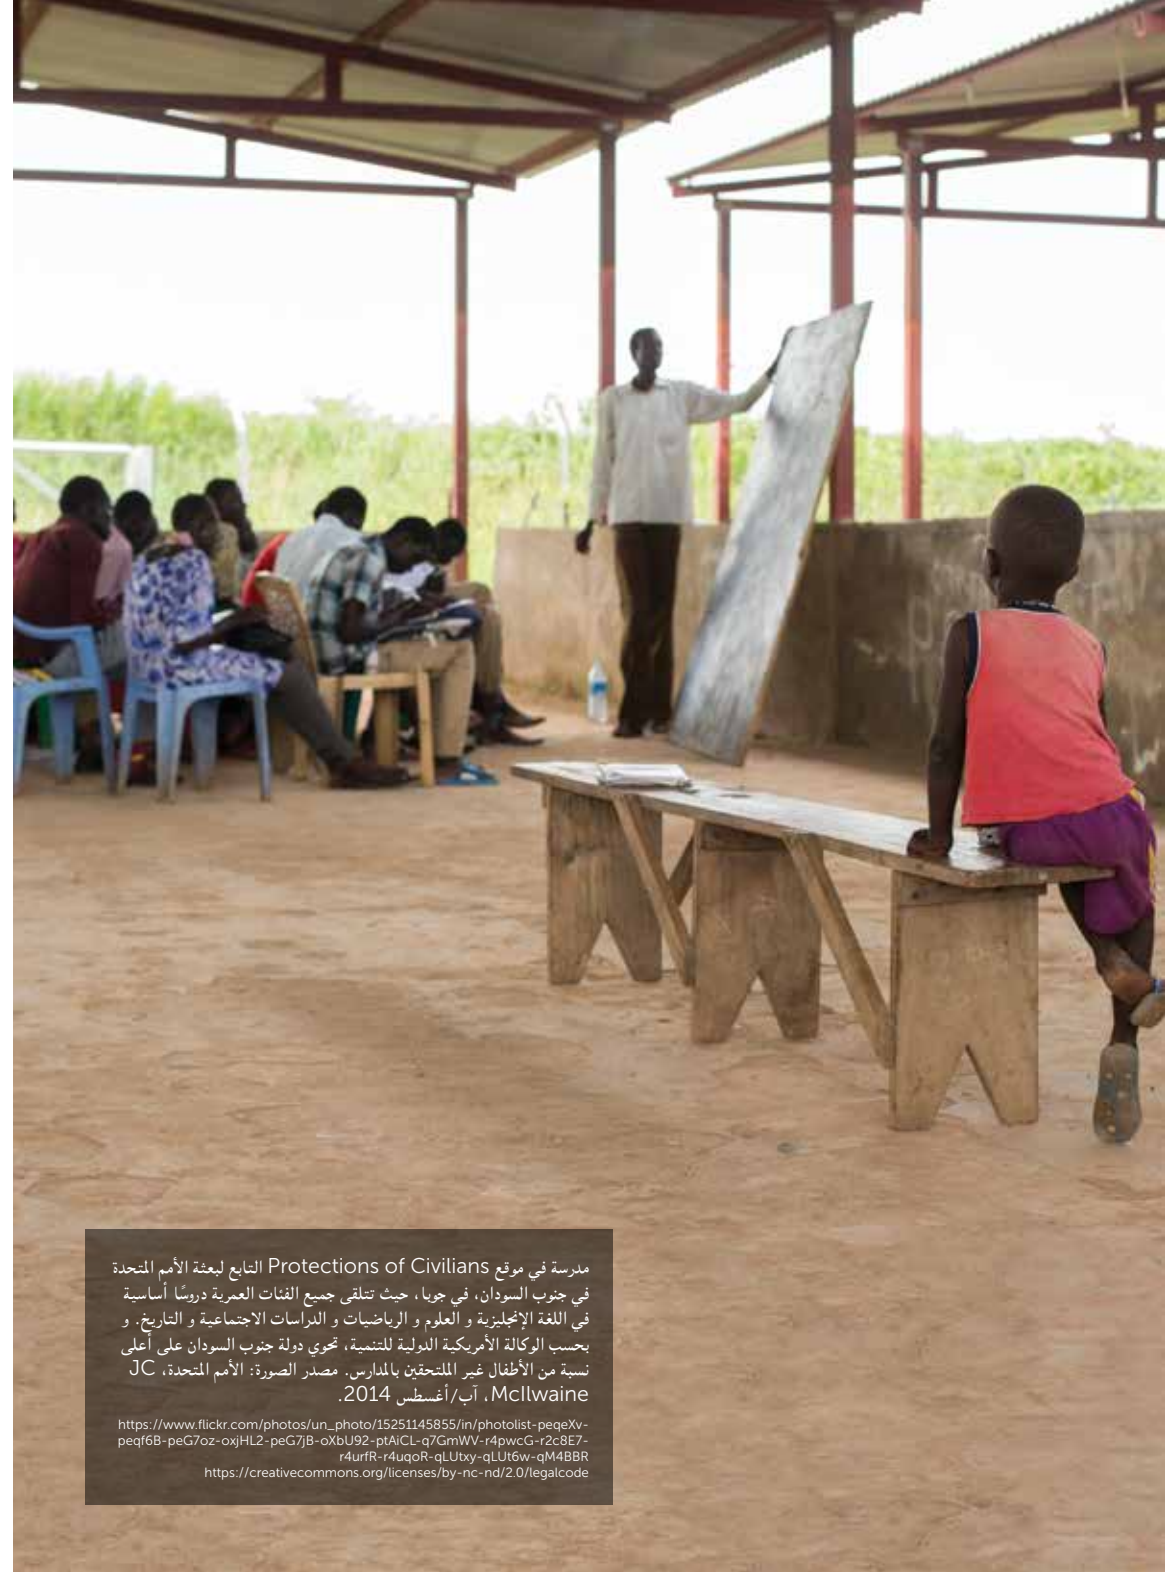 مدرسة في موقع Protections of Civilians التابع لبعثة الأمم المتحدة
في جنوب السودان، في جوبا، حيث تتلقى جميع الفئات العمرية دروسًا أساسية
في اللغة الإنجليزية و العلوم و الرياضيات و الدراسات الاجتماعية و التاريخ. و
بحسب الوكالة الأمريكية الدولية للتنمية، تحوي دولة جنوب السودان على أعلى
نسبة من الأطفال غير الملتحقين بالمدارس. مصدر الصورة: الأمم المتحدة، JC
McIlwaine، آب/أغسطس 2014.
https://www.flickr.com/photos/un_photo/15251145855/in/photolist-peqeXv-
peqf6B-peG7oz-oxjHL2-peG7jB-oXbU92-ptAiCL-q7GmWV-r4pwcG-r2c8E7-
r4urfR-r4uqoR-qLUtxy-qLUt6w-qM4BBR
https://creativecommons.org/licenses/by-nc-nd/2.0/legalcode